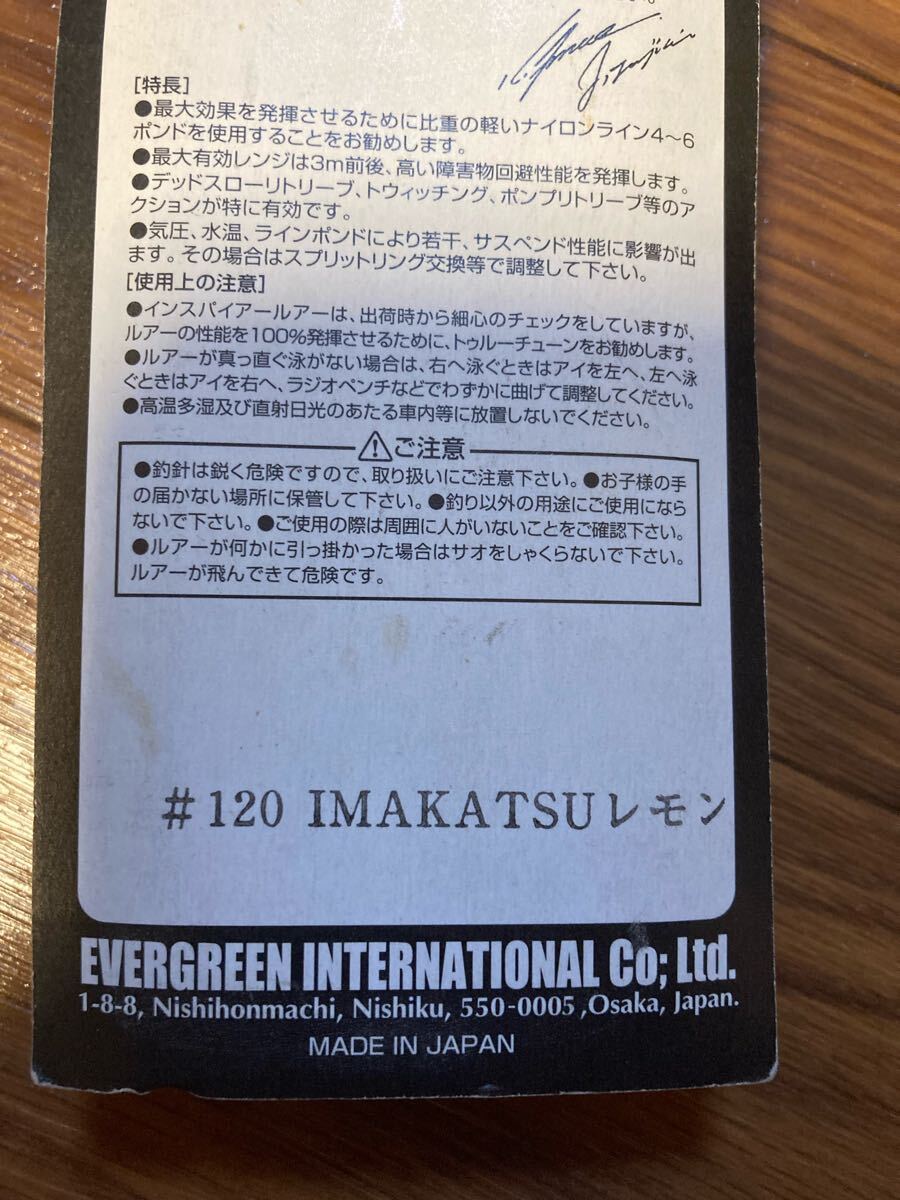 [特長]
●最大効果を発揮させるために比重の軽いナイロンライン4〜6
ポンドを使用することをお勧めします。
●最大有効レンジは3m前後、高い障害物回避性能を発揮します。
●デッドスローリトリーブ、トウィッチング、ポンプリトリーブ等のア
クションが特に有効です。
●気圧、水温、ラインポンドにより若干、サスペンド性能に影響が出
ます。その場合はスプリットリング交換等で調整して下さい。
[使用上の注意]
●インスパイアールアーは、出荷時から細心のチェックをしていますが、
ルアーの性能を100%発揮させるために、トゥルーチューンをお勧めします。
●ルアーが真っ直ぐ泳がない場合は、右へ泳ぐときはアイを左へ、左へ泳
ぐときはアイを右へ、ラジオペンチなどでわずかに曲げて調整してください。
●高温多湿及び直射日光のあたる車内等に放置しないでください。
ご注意
●釣針は鋭く危険ですので、取り扱いにご注意下さい。●お子様の手
の届かない場所に保管して下さい。●釣り以外の用途にご使用になら
ないで下さい。●ご使用の際は周囲に人がいないことをご確認下さい。
●ルアーが何かに引っ掛かった場合はサオをしゃくらないで下さい。
ルアーが飛んできて危険です。
#120 IMAKATSUレモン
EVERGREEN INTERNATIONAL Co; Ltd.
1-8-8, Nishihonmachi, Nishiku, 550-0005 ,Osaka, Japan.
MADE IN JAPAN